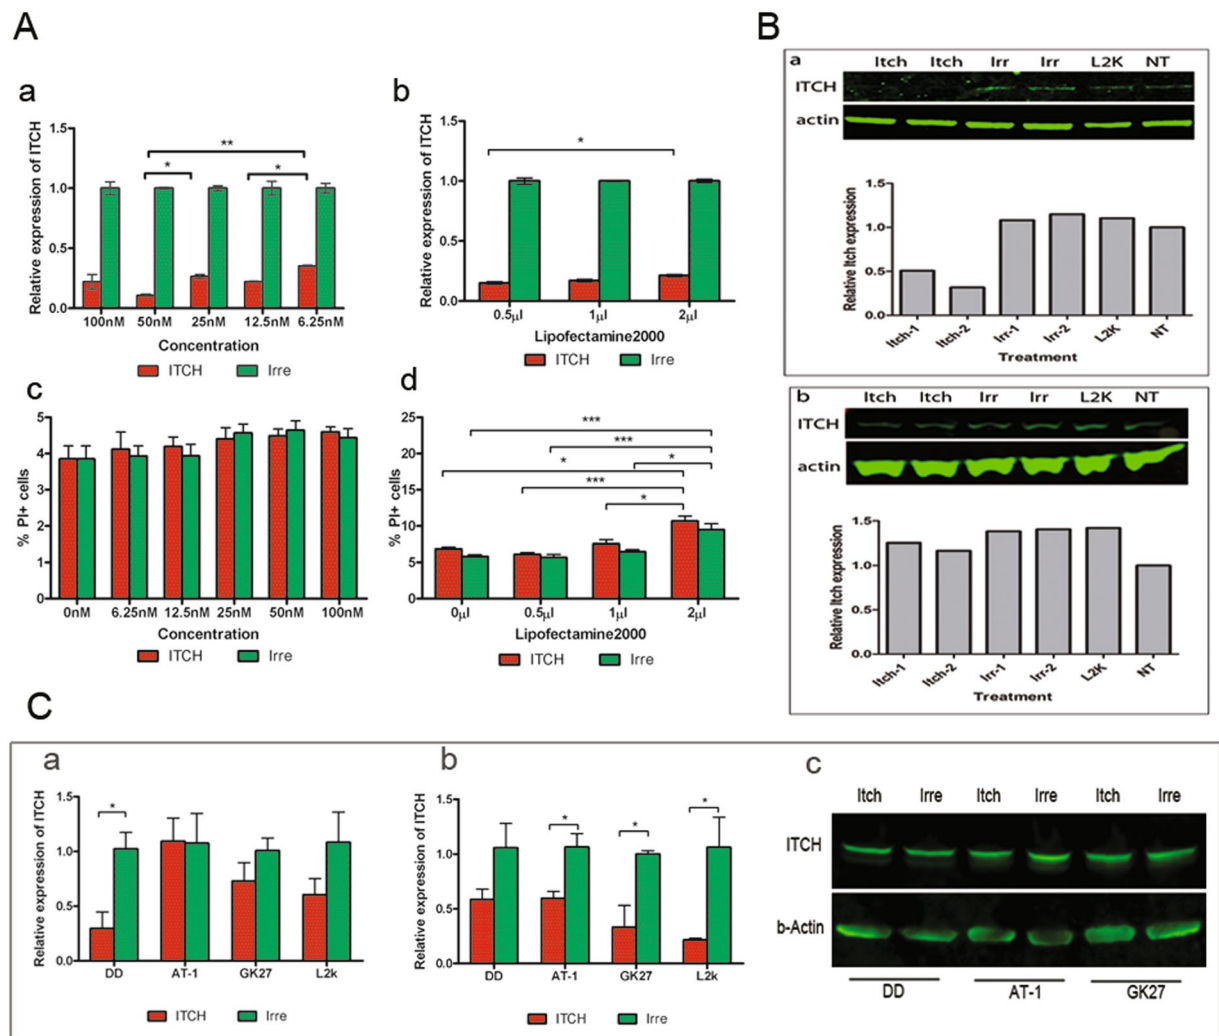 A
B
a
Relative expression of ITCH
1.5
1.0
0.5
0.0
**
*
*
100nM 50nM 25nM 12.5nM 6.25nM
Concentration
ITCH Irre
b
Relative expression of ITCH
1.5
1.0
0.5
0.0
*
0.5μl 1μl 2μl
Lipofectamine2000
ITCH Irre
a
Itch Itch Irr Irr L2K NT
ITCH
actin
Relative Itch expression
1.5
1.0
0.5
0.0
Itch-1 Itch-2 Irr-1 Irr-2 L2K NT
Treatment
c
% PI+ cells
5
4
3
2
1
0
0nM 6.25nM 12.5nM 25nM 50nM 100nM
Concentration
ITCH Irre
d
% PI+ cells
25
20
15
10
5
0
***
***
*
*
***
*
0μl 0.5μl 1μl 2μl
Lipofectamine2000
ITCH Irre
b
Itch Itch Irr Irr L2K NT
ITCH
actin
Relative Itch expression
1.5
1.0
0.5
0.0
Itch-1 Itch-2 Irr-1 Irr-2 L2K NT
Treatment
C
a
Relative expression of ITCH
1.5
1.0
0.5
0.0
*
DD AT-1 GK27 L2k
ITCH Irre
b
Relative expression of ITCH
1.5
1.0
0.5
0.0
*
*
*
DD AT-1 GK27 L2k
ITCH Irre
c
Itch Irre Itch Irre Itch Irre
ITCH
b-Actin
DD AT-1 GK27